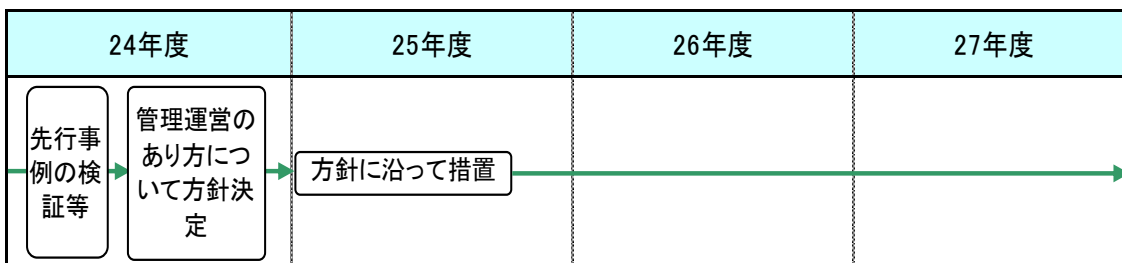 24年度
25年度
26年度
27年度
先行事
例の検
証等
管理運営の
あり方につ
いて方針決
定
方針に沿って措置